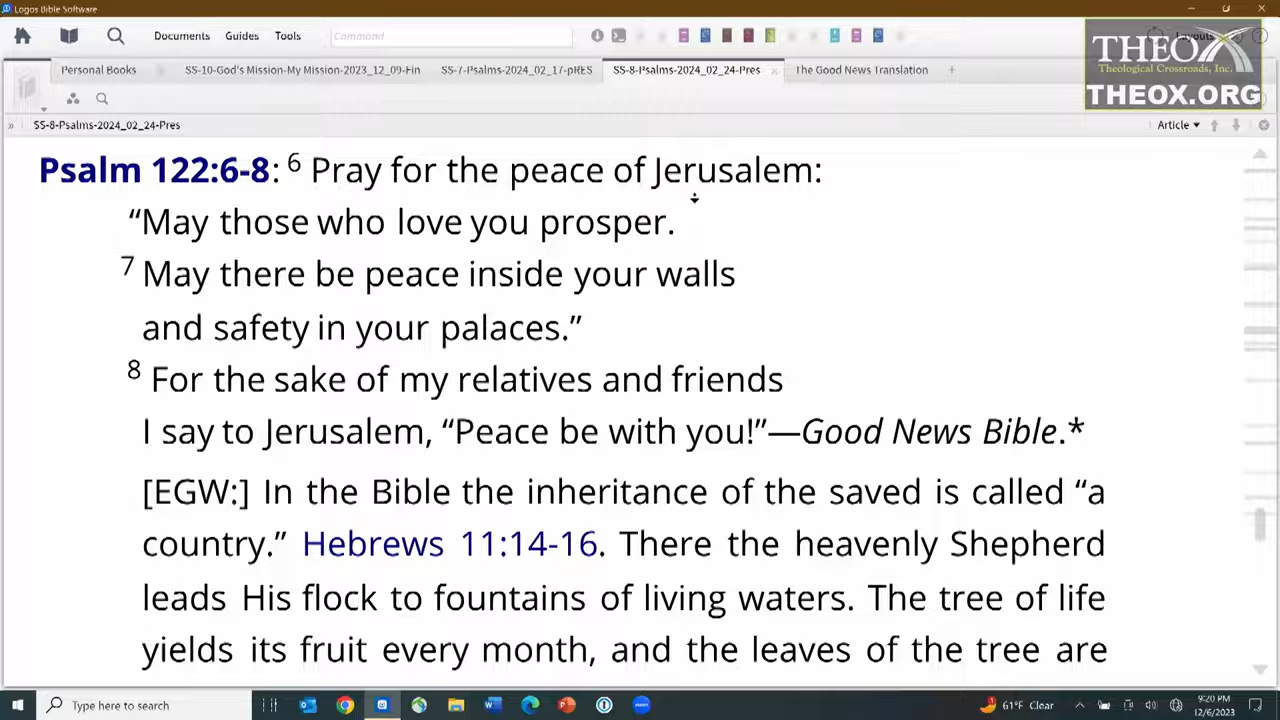 Logos Bible Software
Documents Guides Tools Command Layouts
THEOX
Theological Crossroads, Inc.
THEOX.ORG
Personal Books SS-10-God's Mission-My Mission-2023_12_0 SS-8-Psalms-2024_02_24-Pres The Good News Translation
SS-8-Psalms-2024_02_24-Pres Article
Psalm 122:6-8: 6 Pray for the peace of Jerusalem:
“May those who love you prosper.
7 May there be peace inside your walls
and safety in your palaces.”
8 For the sake of my relatives and friends
I say to Jerusalem, “Peace be with you!”—Good News Bible.*
[EGW:] In the Bible the inheritance of the saved is called “a
country.” Hebrews 11:14-16. There the heavenly Shepherd
leads His flock to fountains of living waters. The tree of life
yields its fruit every month, and the leaves of the tree are
Type here to search 61°F Clear 9:20 PM
12/6/2023